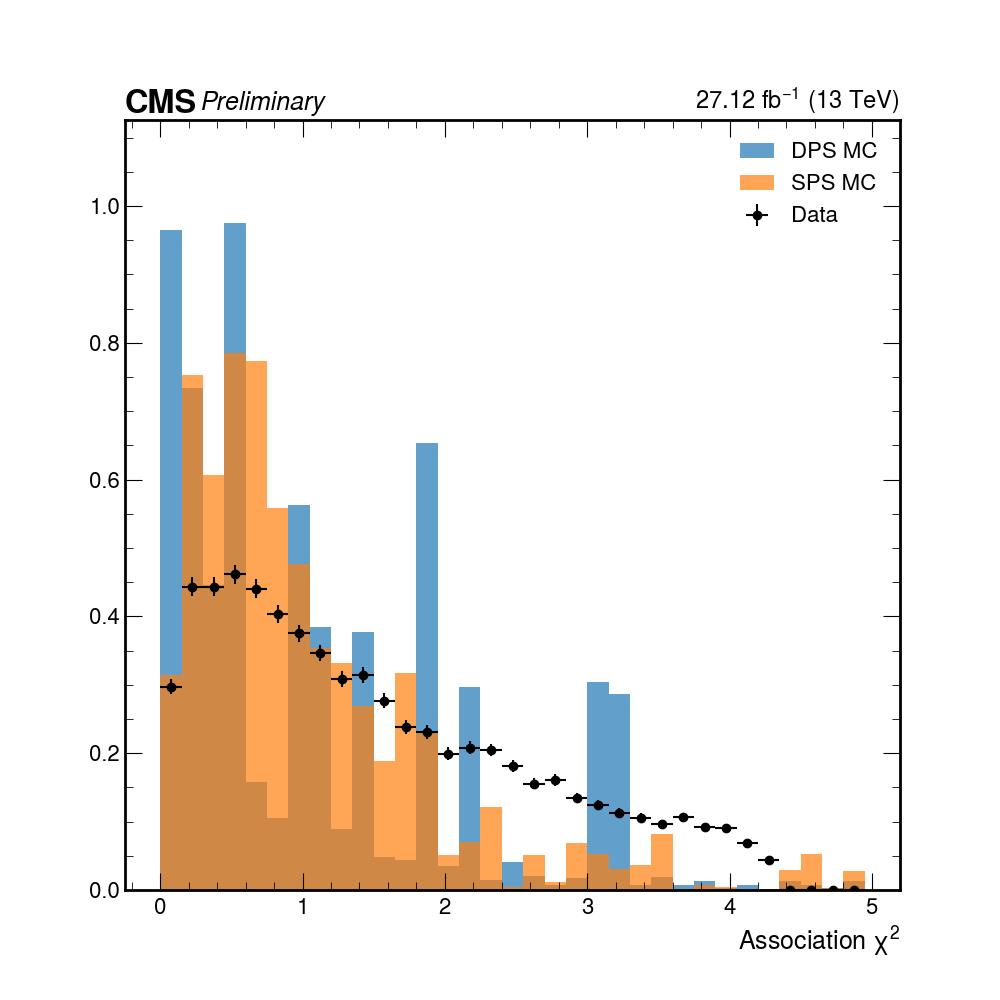 CMS Preliminary 27.12 fb⁻¹ (13 TeV)
DPS MC
SPS MC
Data
1.0
0.8
0.6
0.4
0.2
0.0
0 1 2 3 4 5
Association χ²